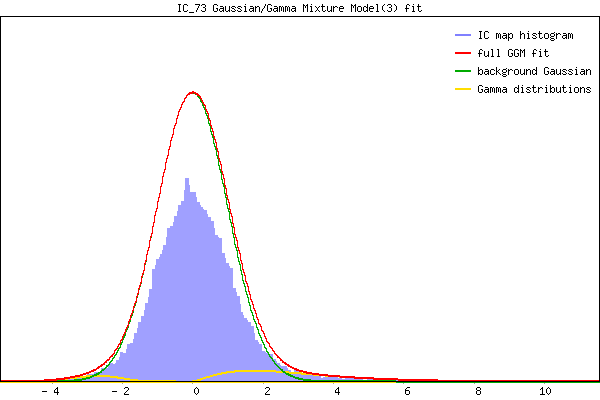 IC_73 Gaussian/Gamma Mixture Model(3) fit
IC map histogram
full GGM fit
background Gaussian
Gamma distributions
- 4 - 2 0 2 4 6 8 10